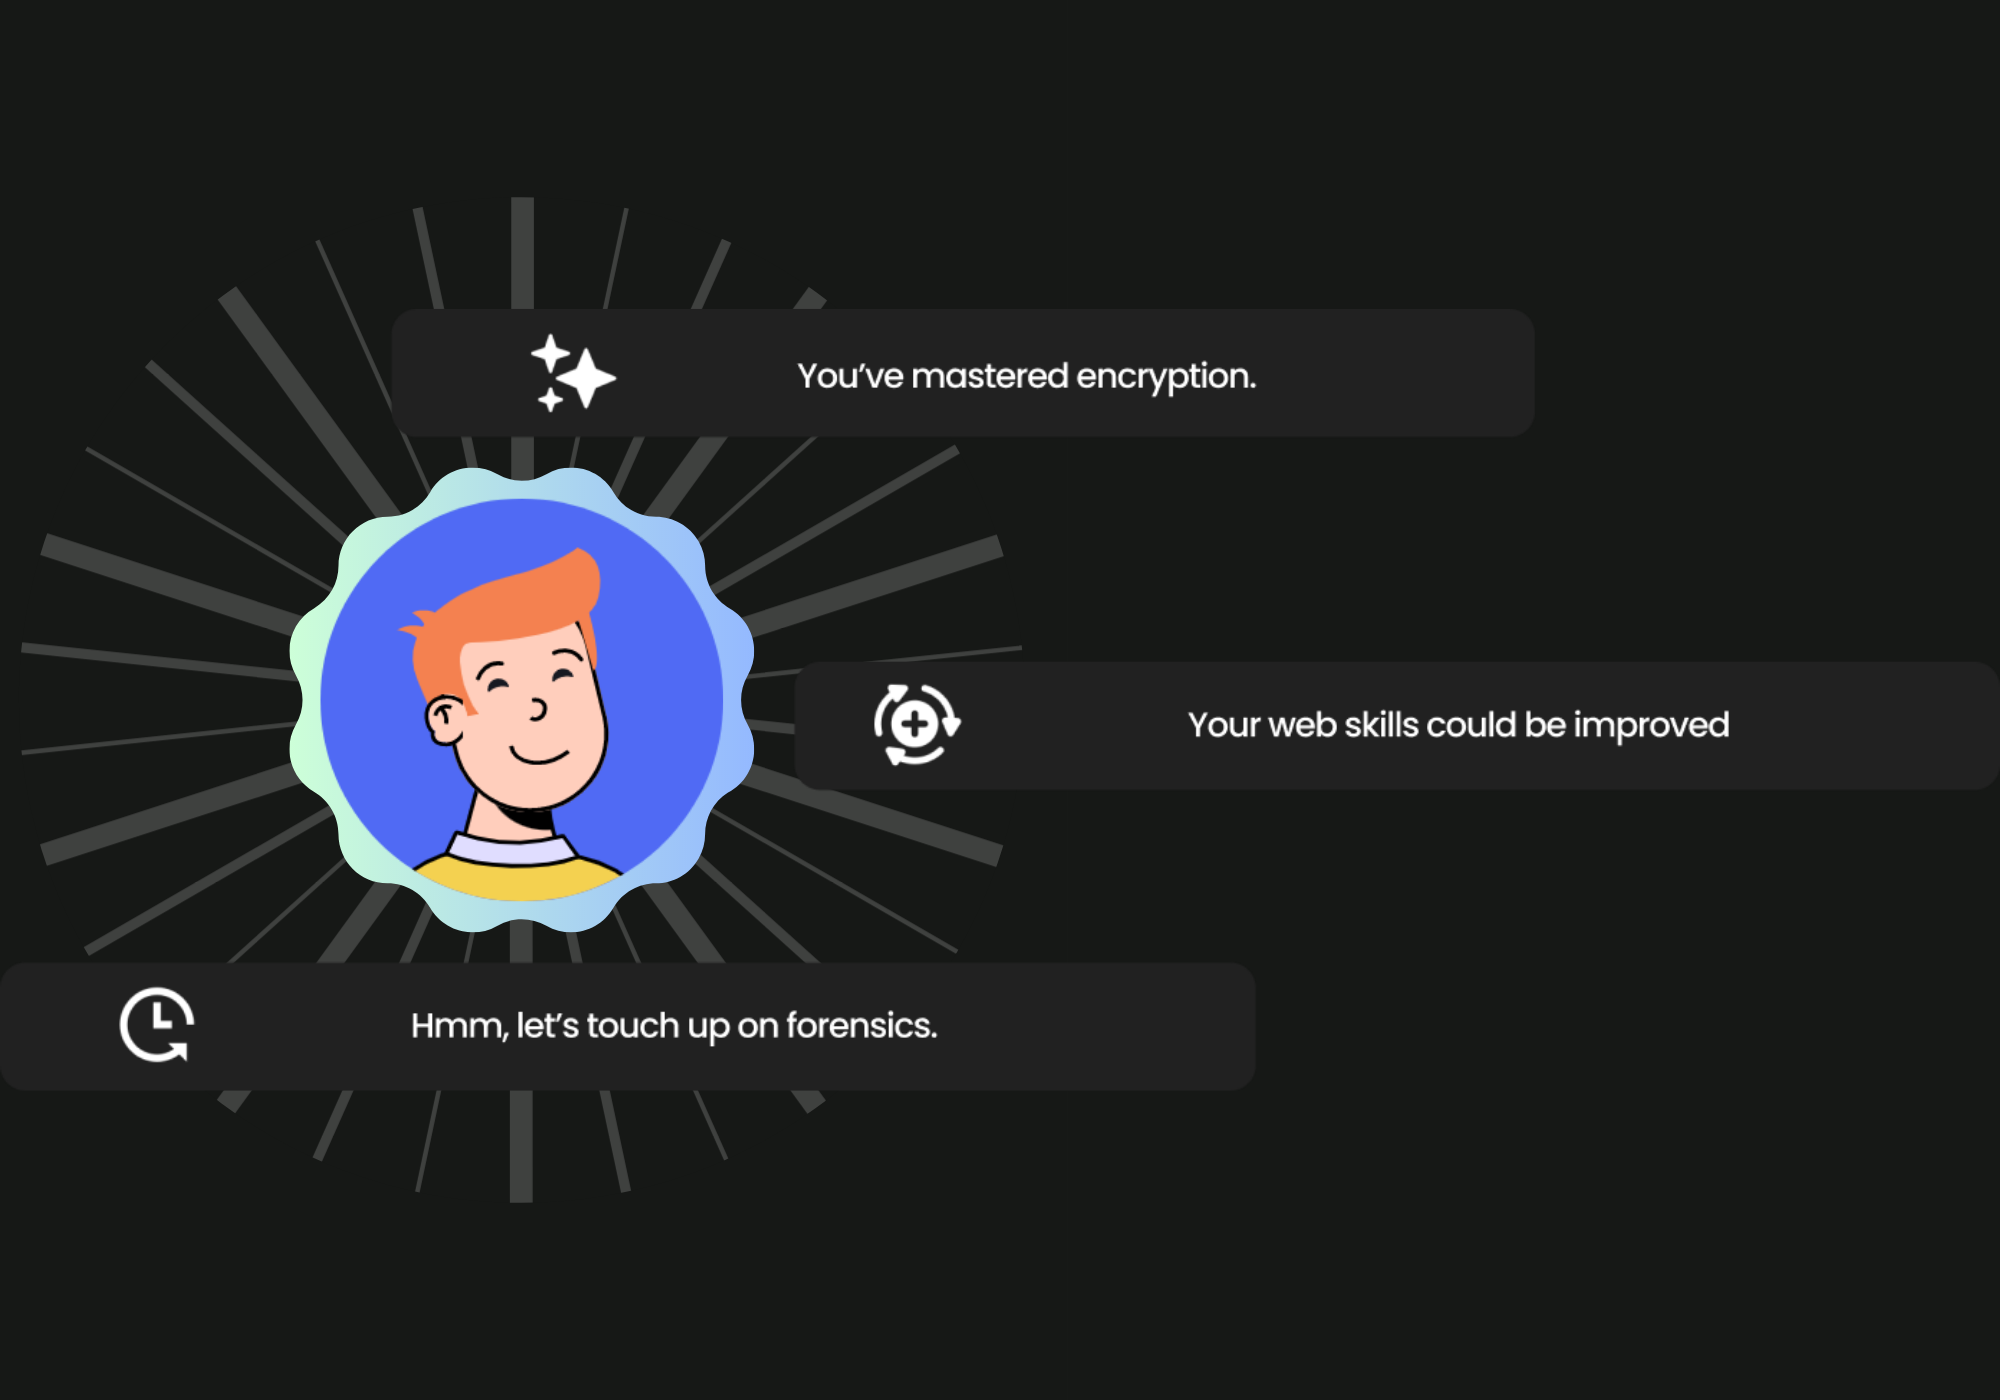 You’ve mastered encryption.
Your web skills could be improved
Hmm, let’s touch up on forensics.